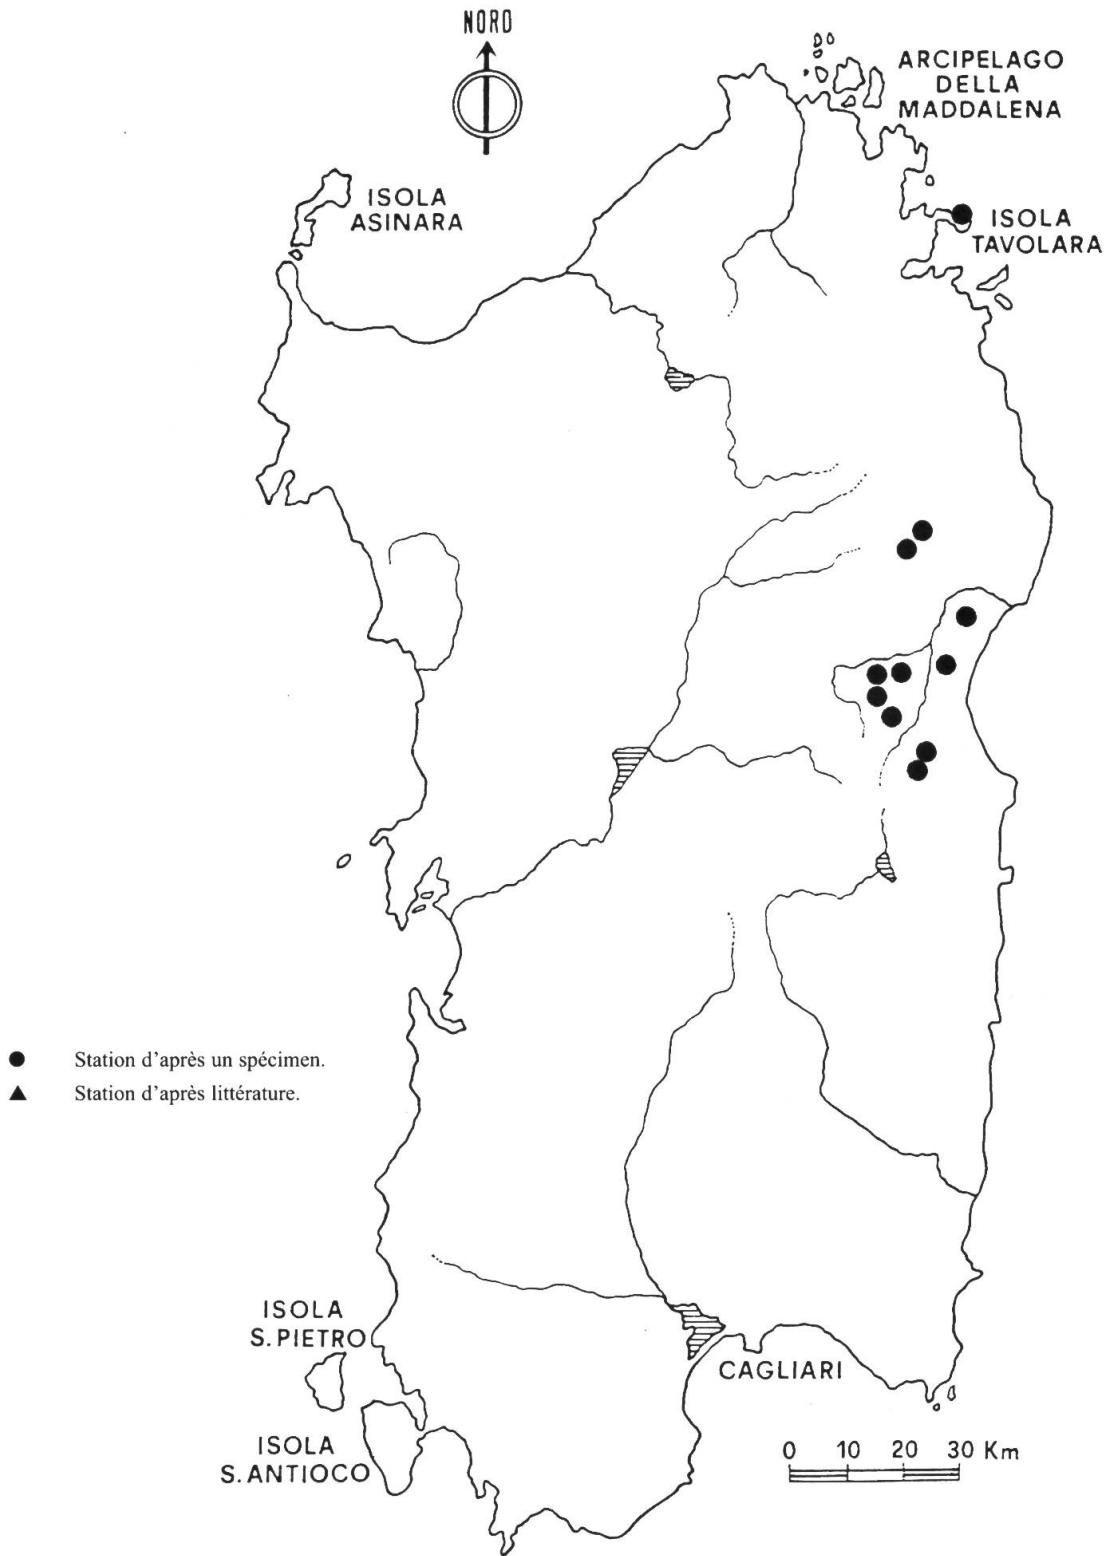 NORD
ARCIPELAGO
DELLA
MADDALENA
ISOLA
ASINARA
ISOLA
TAVOLARA
Station d'après un spécimen.
Station d'après littérature.
ISOLA
S.PIETRO
CAGLIARI
ISOLA
S.ANTIOCO
0 10 20 30 Km